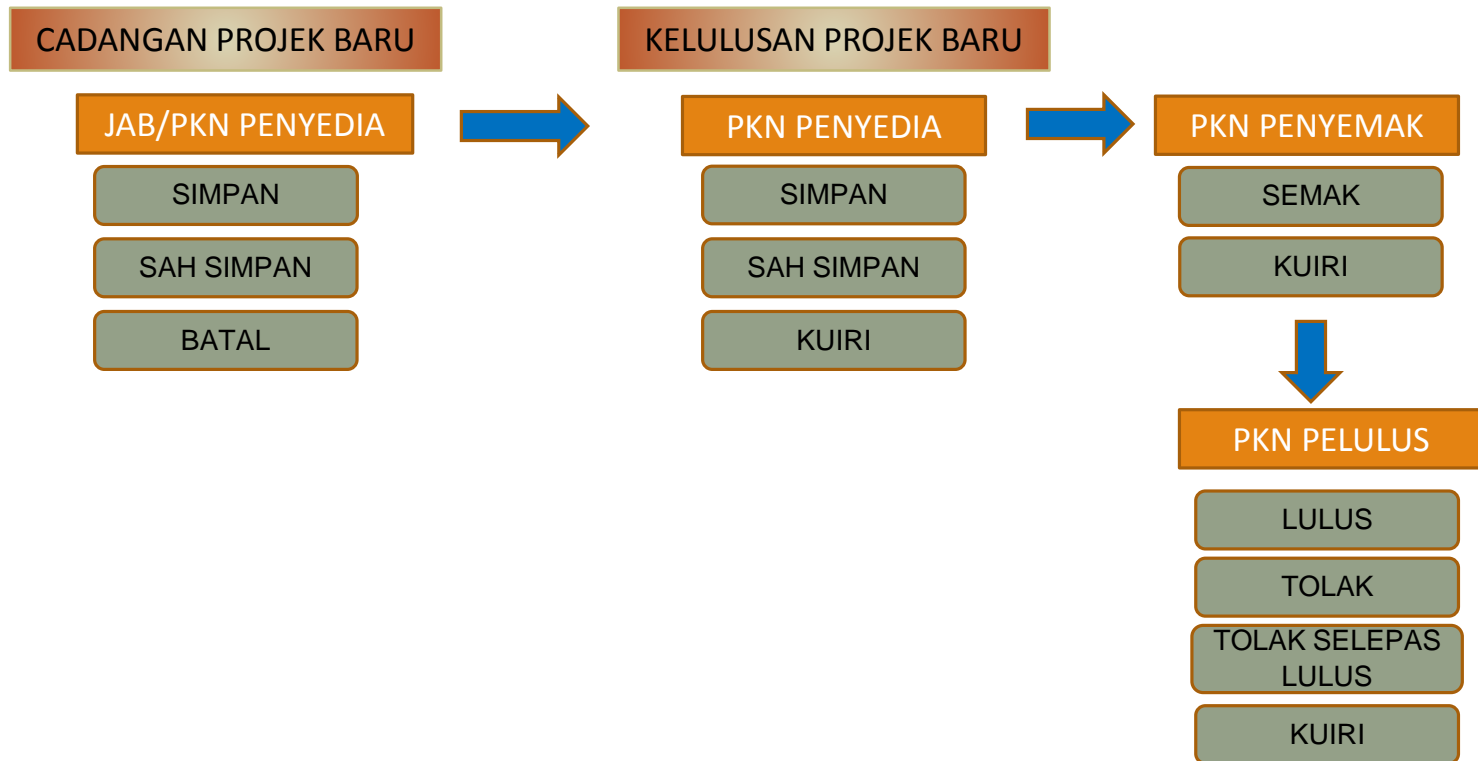 CADANGAN PROJEK BARU
JAB/PKN PENYEDIA
SIMPAN
SAH SIMPAN
BATAL
KELULUSAN PROJEK BARU
PKN PENYEDIA
SIMPAN
SAH SIMPAN
KUIRI
PKN PENYEMAK
SEMAK
KUIRI
PKN PELULUS
LULUS
TOLAK
TOLAK SELEPAS
LULUS
KUIRI